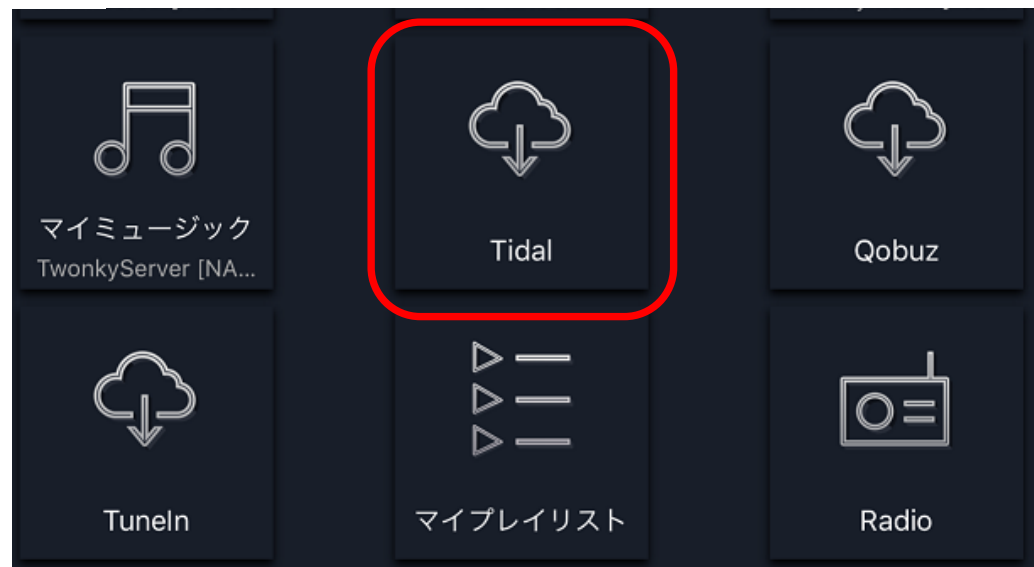 マイミュージック
TwonkyServer [NA...
Tidal
Qobuz
TuneIn
マイプレイリスト
Radio